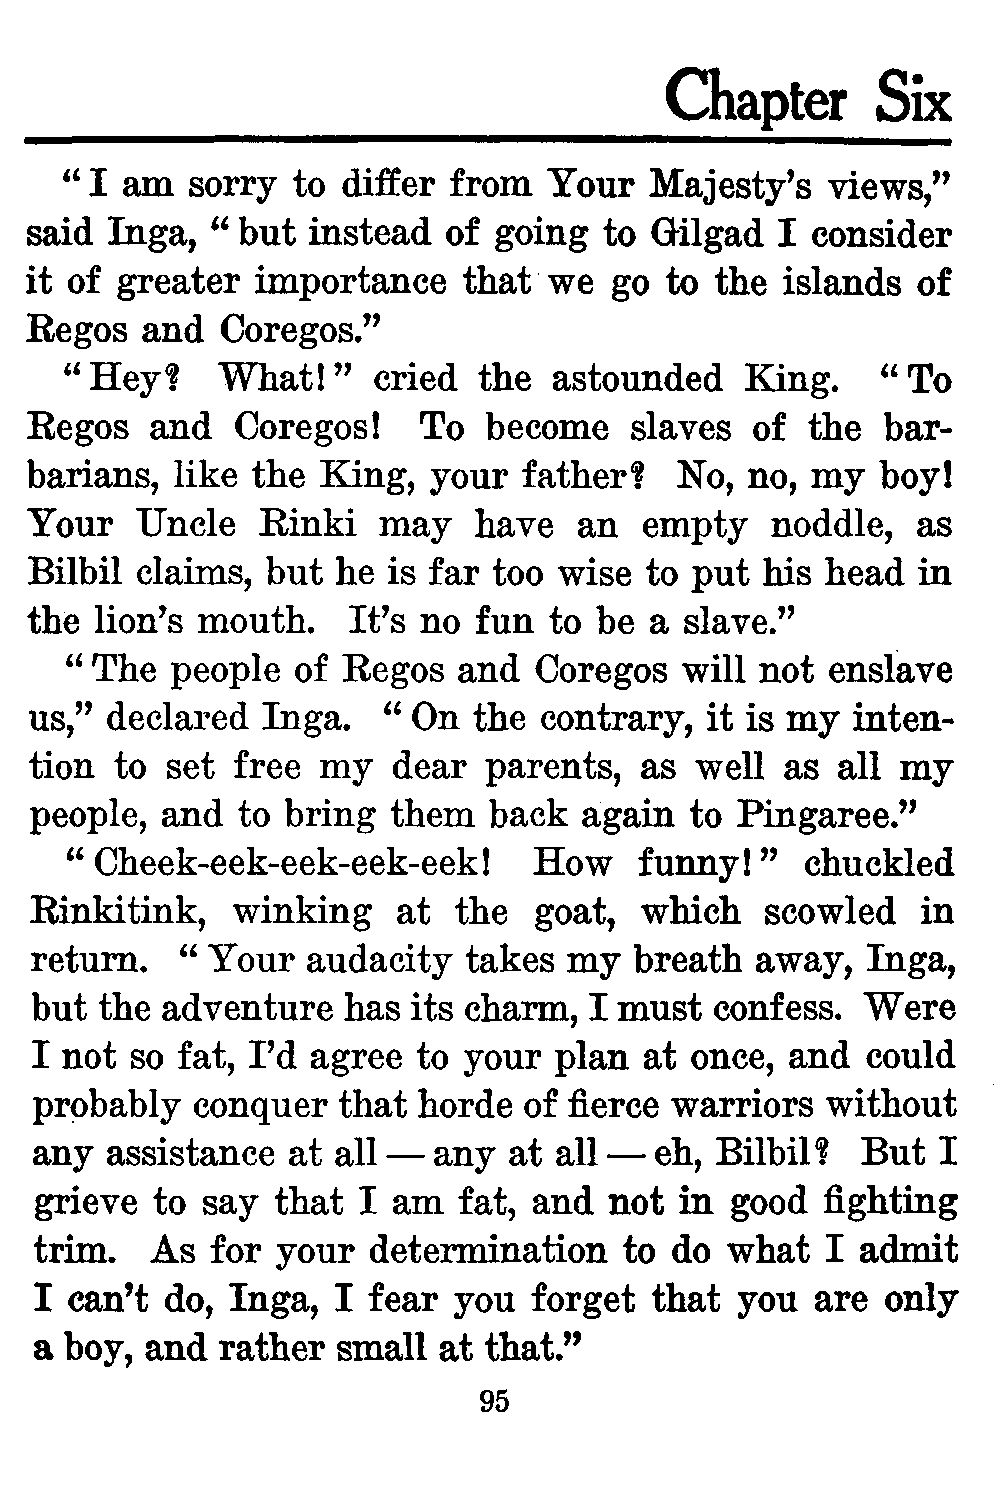 Chapter Six
“I am sorry to differ from Your Majesty’s views,”
said Inga, “but instead of going to Gilgad I consider
it of greater importance that we go to the islands of
Regos and Coregos.”
“Hey? What!” cried the astounded King. “To
Regos and Coregos! To become slaves of the bar-
barians, like the King, your father? No, no, my boy!
Your Uncle Rinki may have an empty noddle, as
Bilbil claims, but he is far too wise to put his head in
the lion’s mouth. It’s no fun to be a slave.”
“The people of Regos and Coregos will not enslave
us,” declared Inga. “On the contrary, it is my inten-
tion to set free my dear parents, as well as all my
people, and to bring them back again to Pingaree.”
“Cheek-eek-eek-eek-eek! How funny!” chuckled
Rinkitink, winking at the goat, which scowled in
return. “Your audacity takes my breath away, Inga,
but the adventure has its charm, I must confess. Were
I not so fat, I’d agree to your plan at once, and could
probably conquer that horde of fierce warriors without
any assistance at all — any at all — eh, Bilbil? But I
grieve to say that I am fat, and not in good fighting
trim. As for your determination to do what I admit
I can’t do, Inga, I fear you forget that you are only
a boy, and rather small at that.”
95